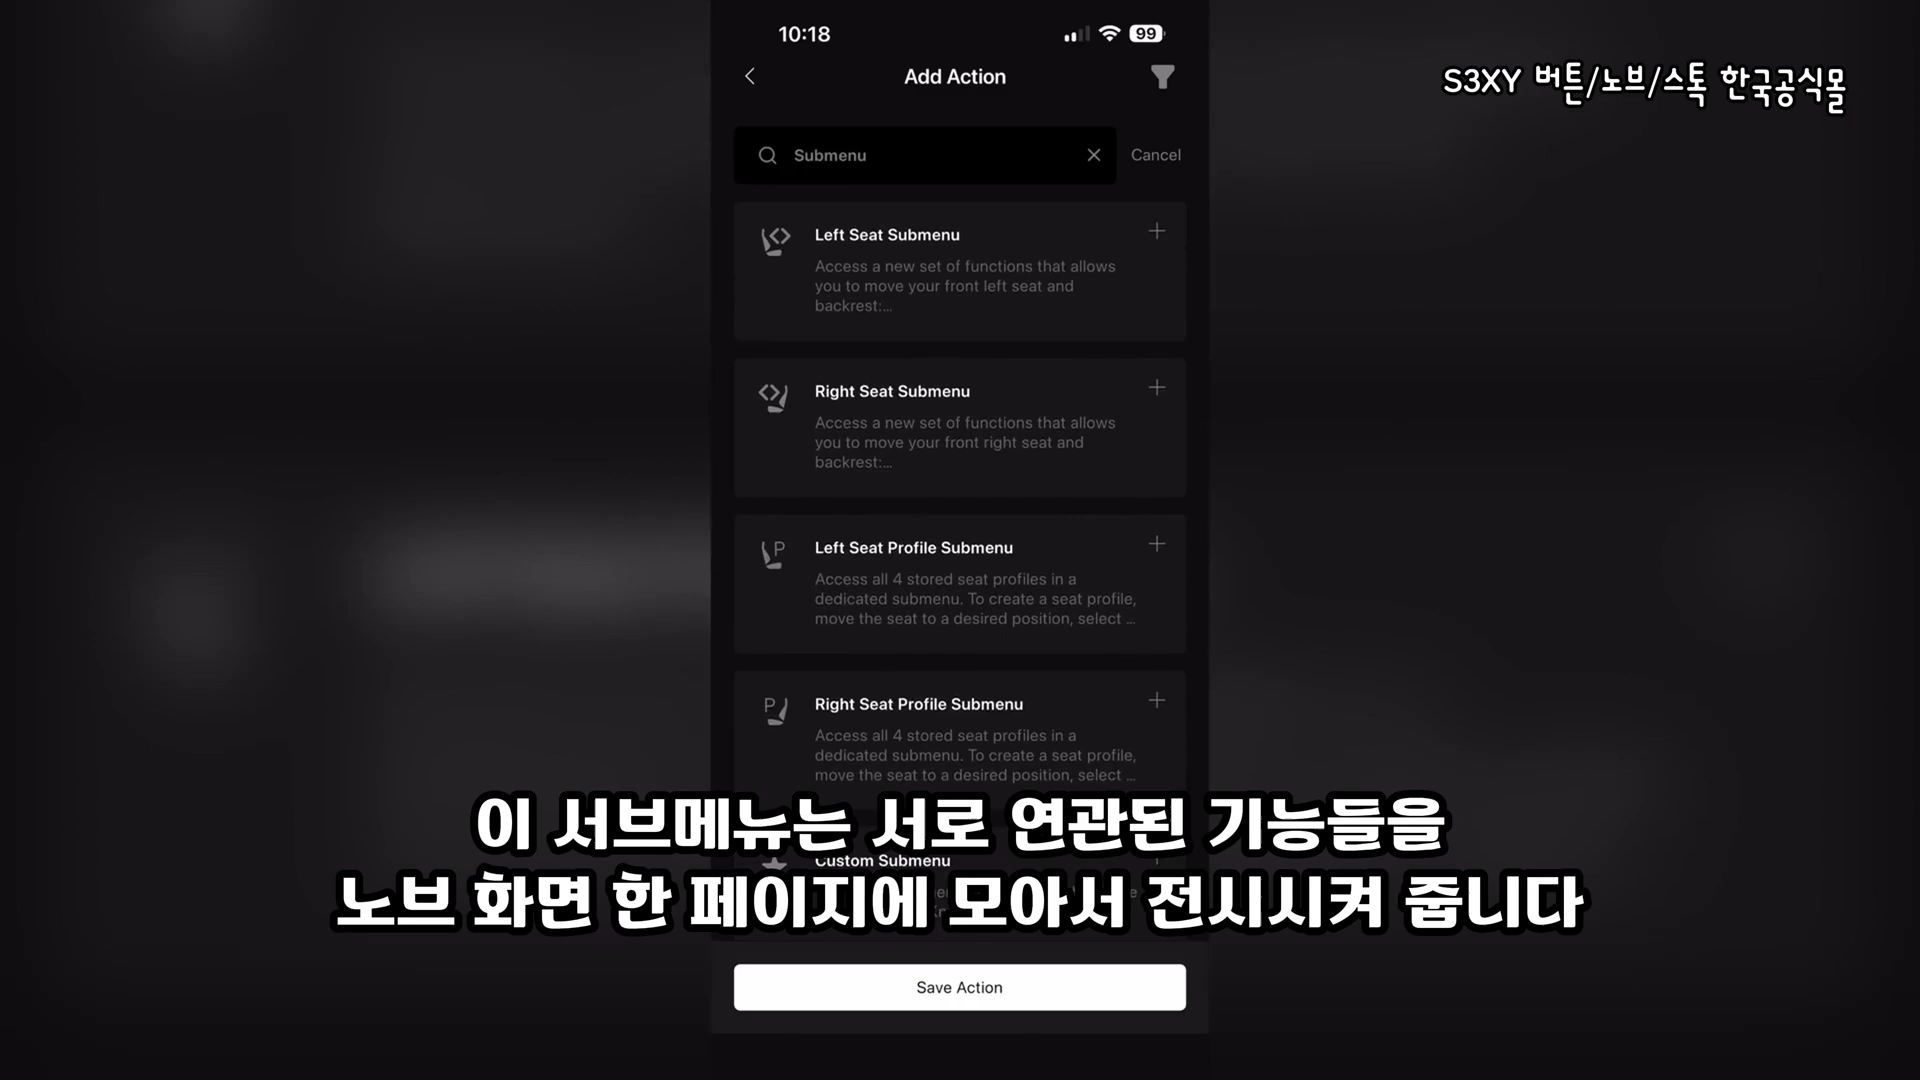 10:18
99
Add Action
S3XY 버튼/노브/스톡 한국공식몰
Submenu
Cancel
Left Seat Submenu
Access a new set of functions that allows
you to move your front left seat and
backrest:...
Right Seat Submenu
Access a new set of functions that allows
you to move your front right seat and
backrest:...
P
Left Seat Profile Submenu
Access all 4 stored seat profiles in a
dedicated submenu. To create a seat profile,
move the seat to a desired position, select ...
P
Right Seat Profile Submenu
Access all 4 stored seat profiles in a
dedicated submenu. To create a seat profile,
move the seat to a desired position, select ...
이 서브메뉴는 서로 연관된 기능들을
Custom Submenu
노브 화면 한 페이지에 모아서 전시시켜 줍니다
Save Action